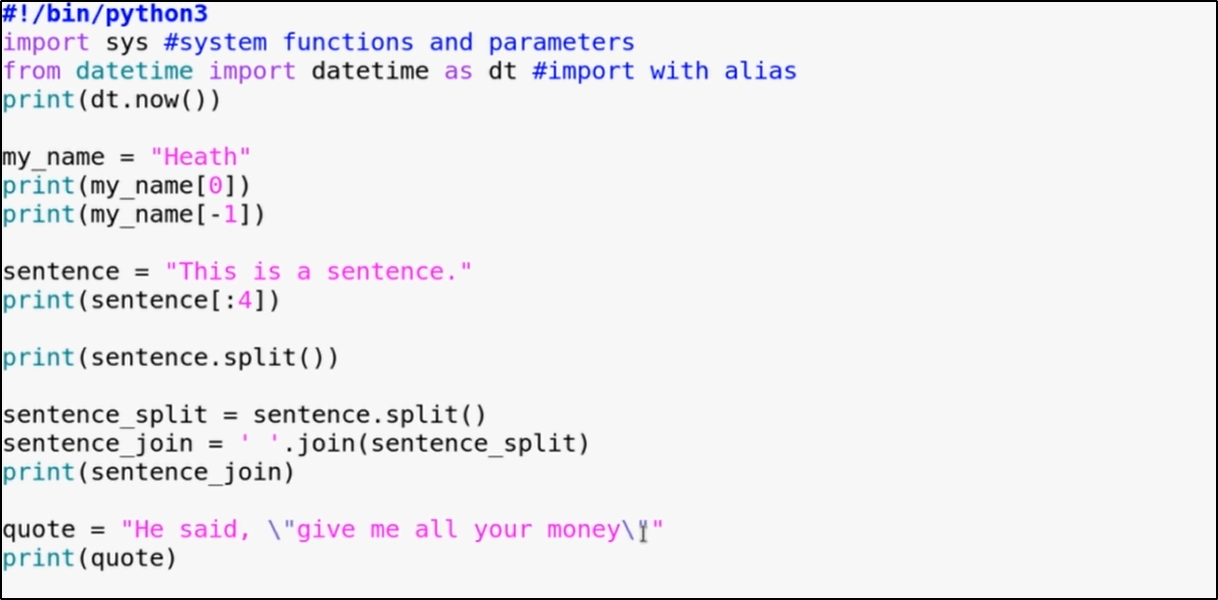 #!/bin/python3
import sys #system functions and parameters
from datetime import datetime as dt #import with alias
print(dt.now())
my_name = "Heath"
print(my_name[0])
print(my_name[-1])
sentence = "This is a sentence."
print(sentence[:4])
print(sentence.split())
sentence_split = sentence.split()
sentence_join = ' '.join(sentence_split)
print(sentence_join)
quote = "He said, \"give me all your money\""
print(quote)